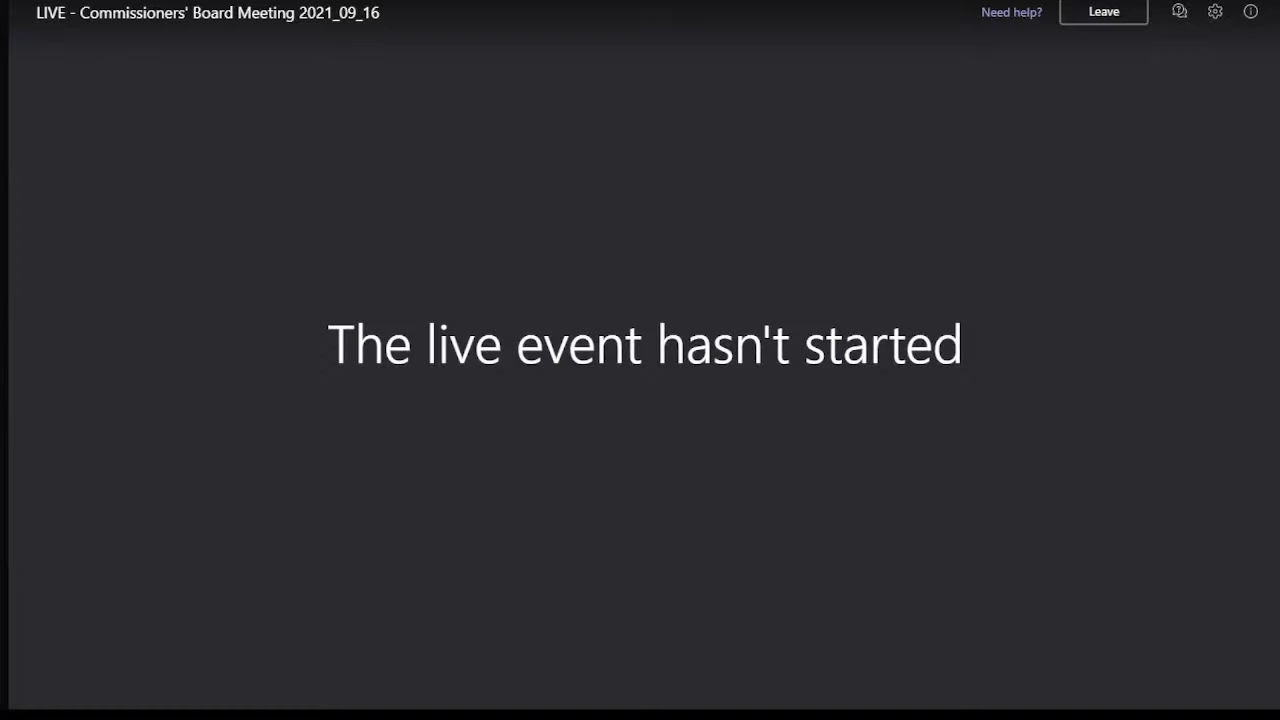 LIVE - Commissioners' Board Meeting 2021_09_16
Need help?
Leave
The live event hasn't started